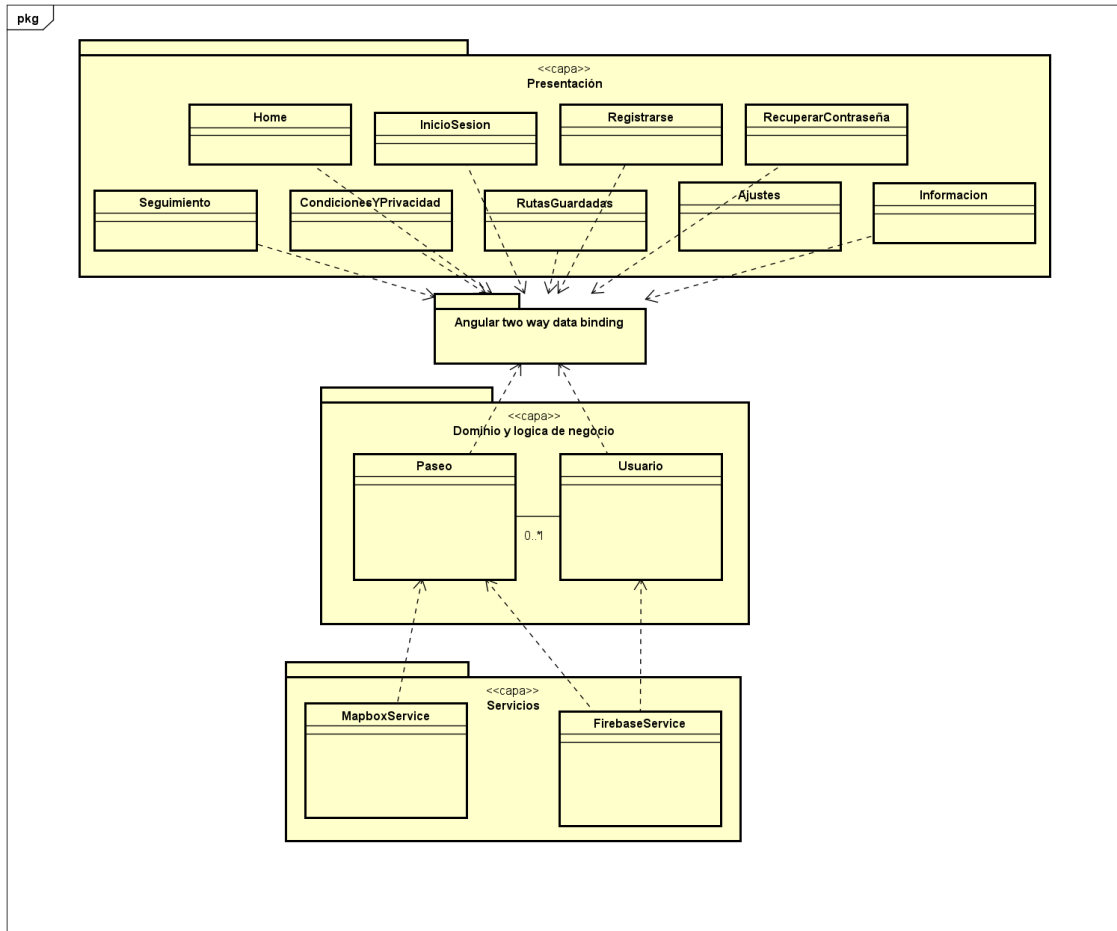 pkg
<<capa>>
Presentación
Home
InicioSesion
Registrarse
RecuperarContraseña
Seguimiento
CondicionesYPrivacidad
RutasGuardadas
Ajustes
Informacion
Angular two way data binding
<<capa>>
Dominio y logica de negocio
Paseo
Usuario
0..*1
<<capa>>
Servicios
MapboxService
FirebaseService